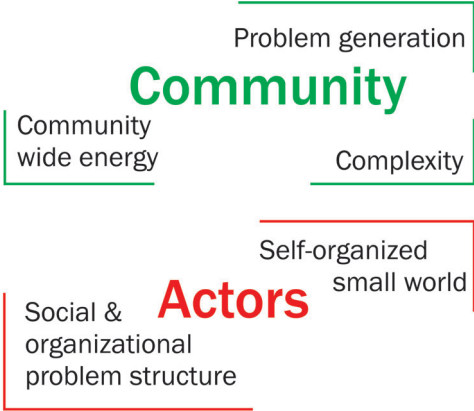 Problem generation
Community
Community
wide energy
Complexity
Self-organized
small world
Actors
Social &
organizational
problem structure